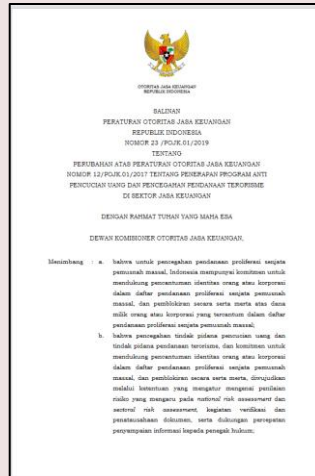 OTORITAS JASA KEUANGAN
REPUBLIK INDONESIA
SALINAN
PERATURAN OTORITAS JASA KEUANGAN
REPUBLIK INDONESIA
NOMOR 23 /POJK.01/2019
TENTANG
PERUBAHAN ATAS PERATURAN OTORITAS JASA KEUANGAN
NOMOR 12/POJK.01/2017 TENTANG PENERAPAN PROGRAM ANTI
PENCUCIAN UANG DAN PENCEGAHAN PENDANAAN TERORISME
DI SEKTOR JASA KEUANGAN
DENGAN RAHMAT TUHAN YANG MAHA ESA
DEWAN KOMISIONER OTORITAS JASA KEUANGAN,
Menimbang : a. bahwa untuk pencegahan pendanaan proliferasi senjata
pemusnah massal, Indonesia mempunyai komitmen untuk
mendukung pencantuman identitas orang atau korporasi
dalam daftar pendanaan proliferasi senjata pemusnah
massal, dan pemblokiran secara serta merta atas dana
milik orang atau korporasi yang tercantum dalam daftar
pendanaan proliferasi senjata pemusnah massal;
b. bahwa pencegahan tindak pidana pencucian uang dan
tindak pidana pendanaan terorisme, dan komitmen untuk
mendukung pencantuman identitas orang atau korporasi
dalam daftar pendanaan proliferasi senjata pemusnah
massal, dan pemblokiran secara serta merta, diwujudkan
melalui ketentuan yang mengatur mengenai penilaian
risiko yang mengacu pada national risk assessment dan
sectoral risk assessment, kegiatan verifikasi dan
penatausahaan dokumen, serta dukungan percepatan
penyampaian informasi kepada penegak hukum;